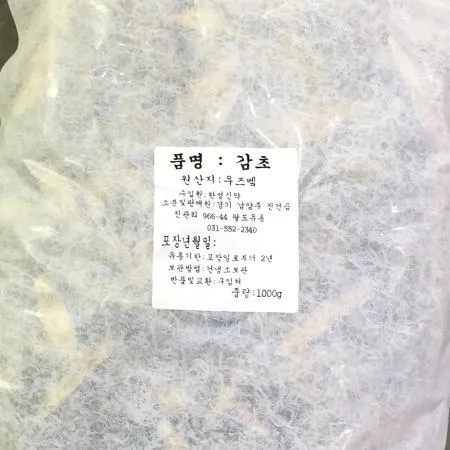 품명 : 감초
원산지:우즈벡
수입원:한성신약
소분및판매원:경기 남양주 진건읍
진관리 966-44 팔도유통
031-552-2340
포장년월일:
유통기한:포장일로부터 2년
보관방법:건냉소보관
반품및교환:구입처
중량:1000g